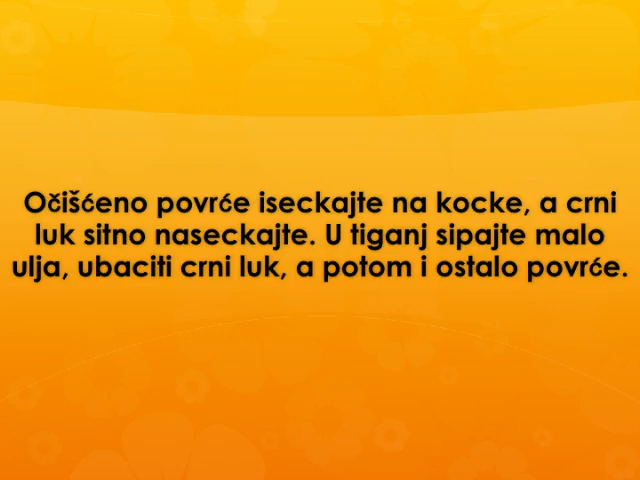 Očišćeno povrće iseckajte na kocke, a crni
luk sitno naseckajte. U tiganj sipajte malo
ulja, ubaciti crni luk, a potom i ostalo povrće.